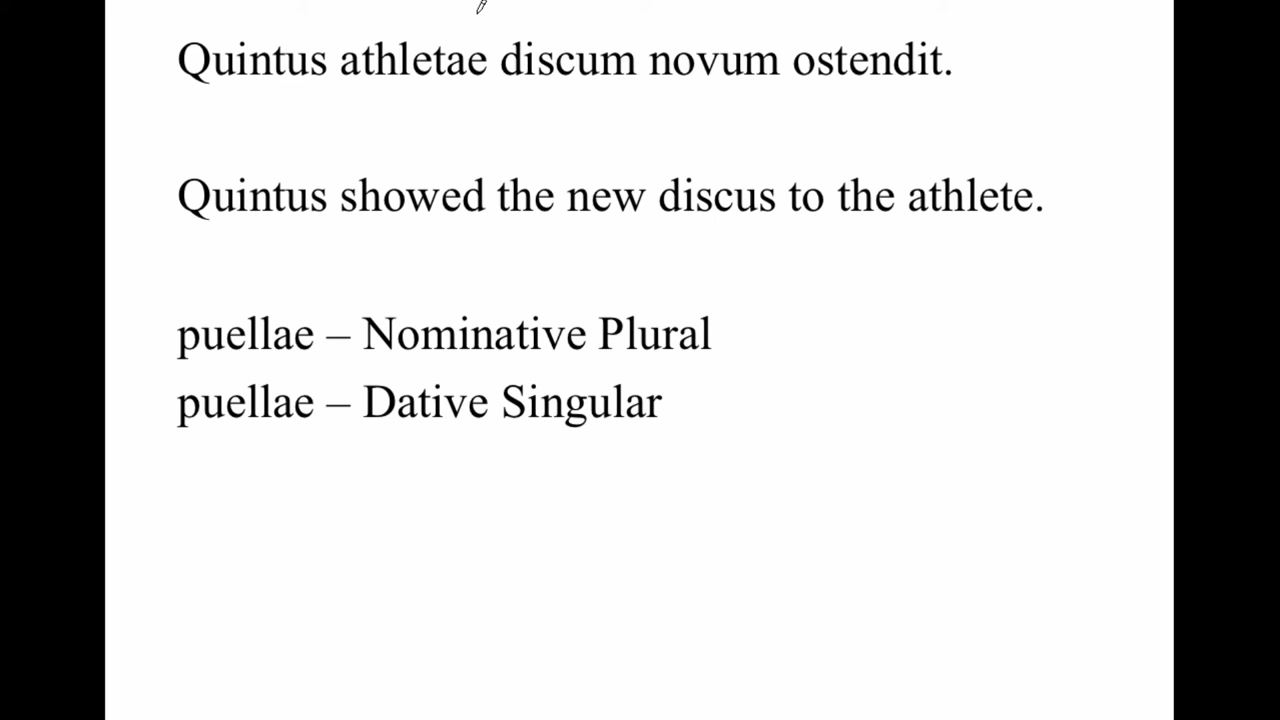 Quintus athletae discum novum ostendit.
Quintus showed the new discus to the athlete.
puellae – Nominative Plural
puellae – Dative Singular